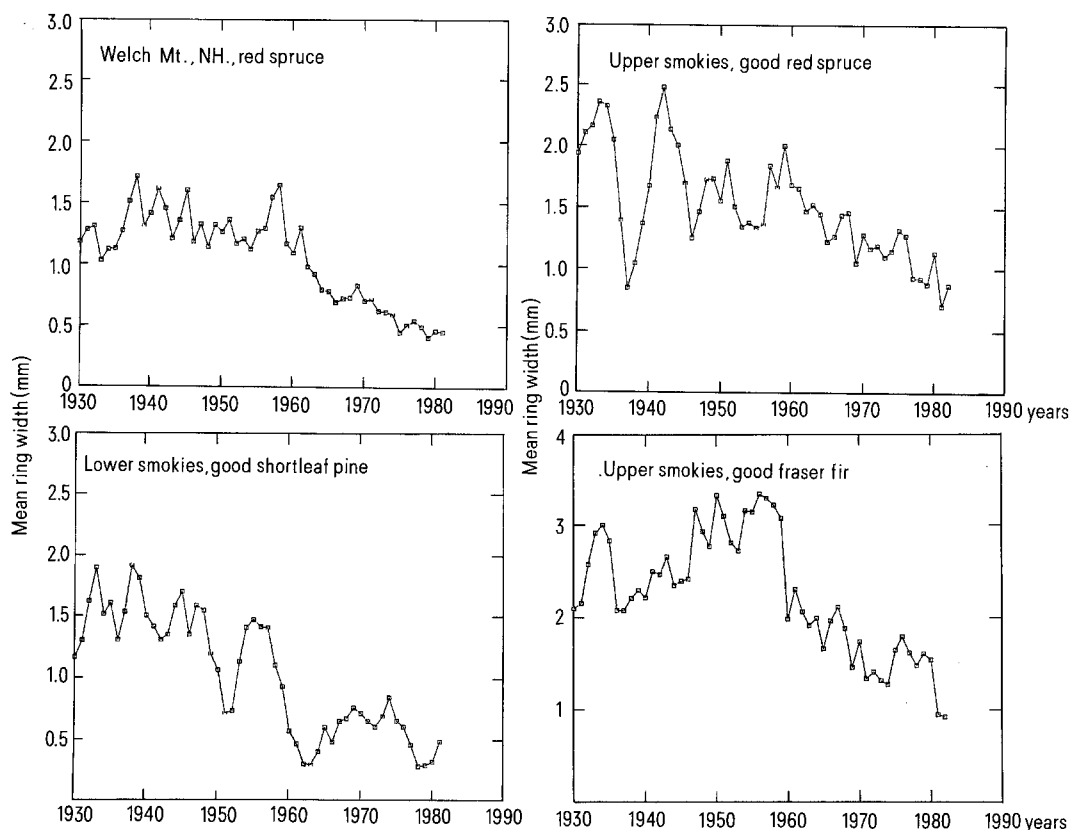 3.0
Welch Mt., NH., red spruce
2.5
2.0
1.5
1.0
0.5
0
1930 1940 1950 1960 1970 1980 1990
Mean ring width (mm)
3.0
Upper smokies, good red spruce
2.5
2.0
1.5
1.0
0.5
0
1930 1940 1950 1960 1970 1980 1990 years
Mean ring width (mm)
3.0
Lower smokies, good shortleaf pine
2.5
2.0
1.5
1.0
0.5
1930 1940 1950 1960 1970 1980 1990
4
.Upper smokies, good fraser fir
3
2
1
1930 1940 1950 1960 1970 1980 1990 years